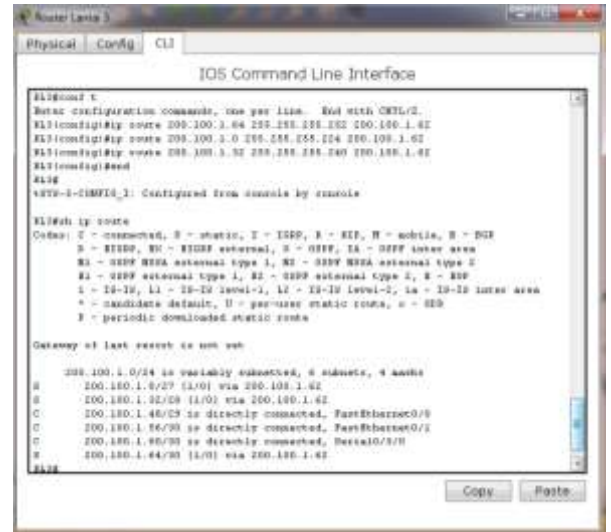 Router Lantai 3
Physical Config CLI
IOS Command Line Interface
RL3#conf t
Enter configuration commands, one per line. End with CNTL/Z.
RL3(config)#ip route 200.100.1.64 255.255.255.252 200.100.1.62
RL3(config)#ip route 200.100.1.0 255.255.255.224 200.100.1.62
RL3(config)#ip route 200.100.1.32 255.255.255.240 200.100.1.62
RL3(config)#end
RL3#
%SYS-5-CONFIG_I: Configured from console by console
RL3#sh ip route
Codes: C - connected, S - static, I - IGRP, R - RIP, M - mobile, B - BGP
D - EIGRP, EX - EIGRP external, O - OSPF, IA - OSPF inter area
N1 - OSPF NSSA external type 1, N2 - OSPF NSSA external type 2
E1 - OSPF external type 1, E2 - OSPF external type 2, E - EGP
i - IS-IS, L1 - IS-IS level-1, L2 - IS-IS level-2, ia - IS-IS inter area
* - candidate default, U - per-user static route, o - ODR
P - periodic downloaded static route
Gateway of last resort is not set
200.100.1.0/24 is variably subnetted, 6 subnets, 4 masks
S 200.100.1.0/27 [1/0] via 200.100.1.62
S 200.100.1.32/28 [1/0] via 200.100.1.62
C 200.100.1.48/29 is directly connected, FastEthernet0/0
C 200.100.1.56/30 is directly connected, FastEthernet0/1
C 200.100.1.60/30 is directly connected, Serial0/0/0
S 200.100.1.64/30 [1/0] via 200.100.1.62
RL3#
Copy Paste